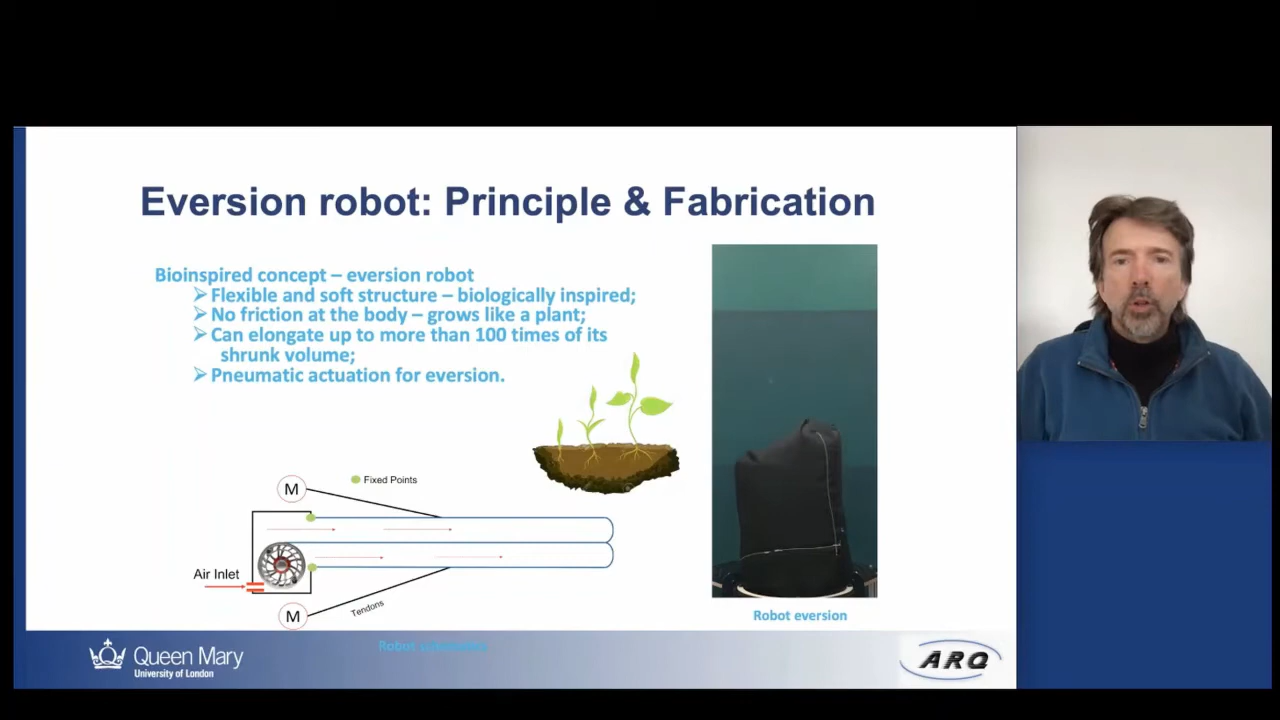 Eversion robot: Principle & Fabrication
Bioinspired concept – eversion robot
➢ Flexible and soft structure – biologically inspired;
➢ No friction at the body – grows like a plant;
➢ Can elongate up to more than 100 times of its
shrunk volume;
➢ Pneumatic actuation for eversion.
M
Fixed Points
Air Inlet
M
Tendons
Robot eversion
Robot
Queen Mary
University of London
ARQ